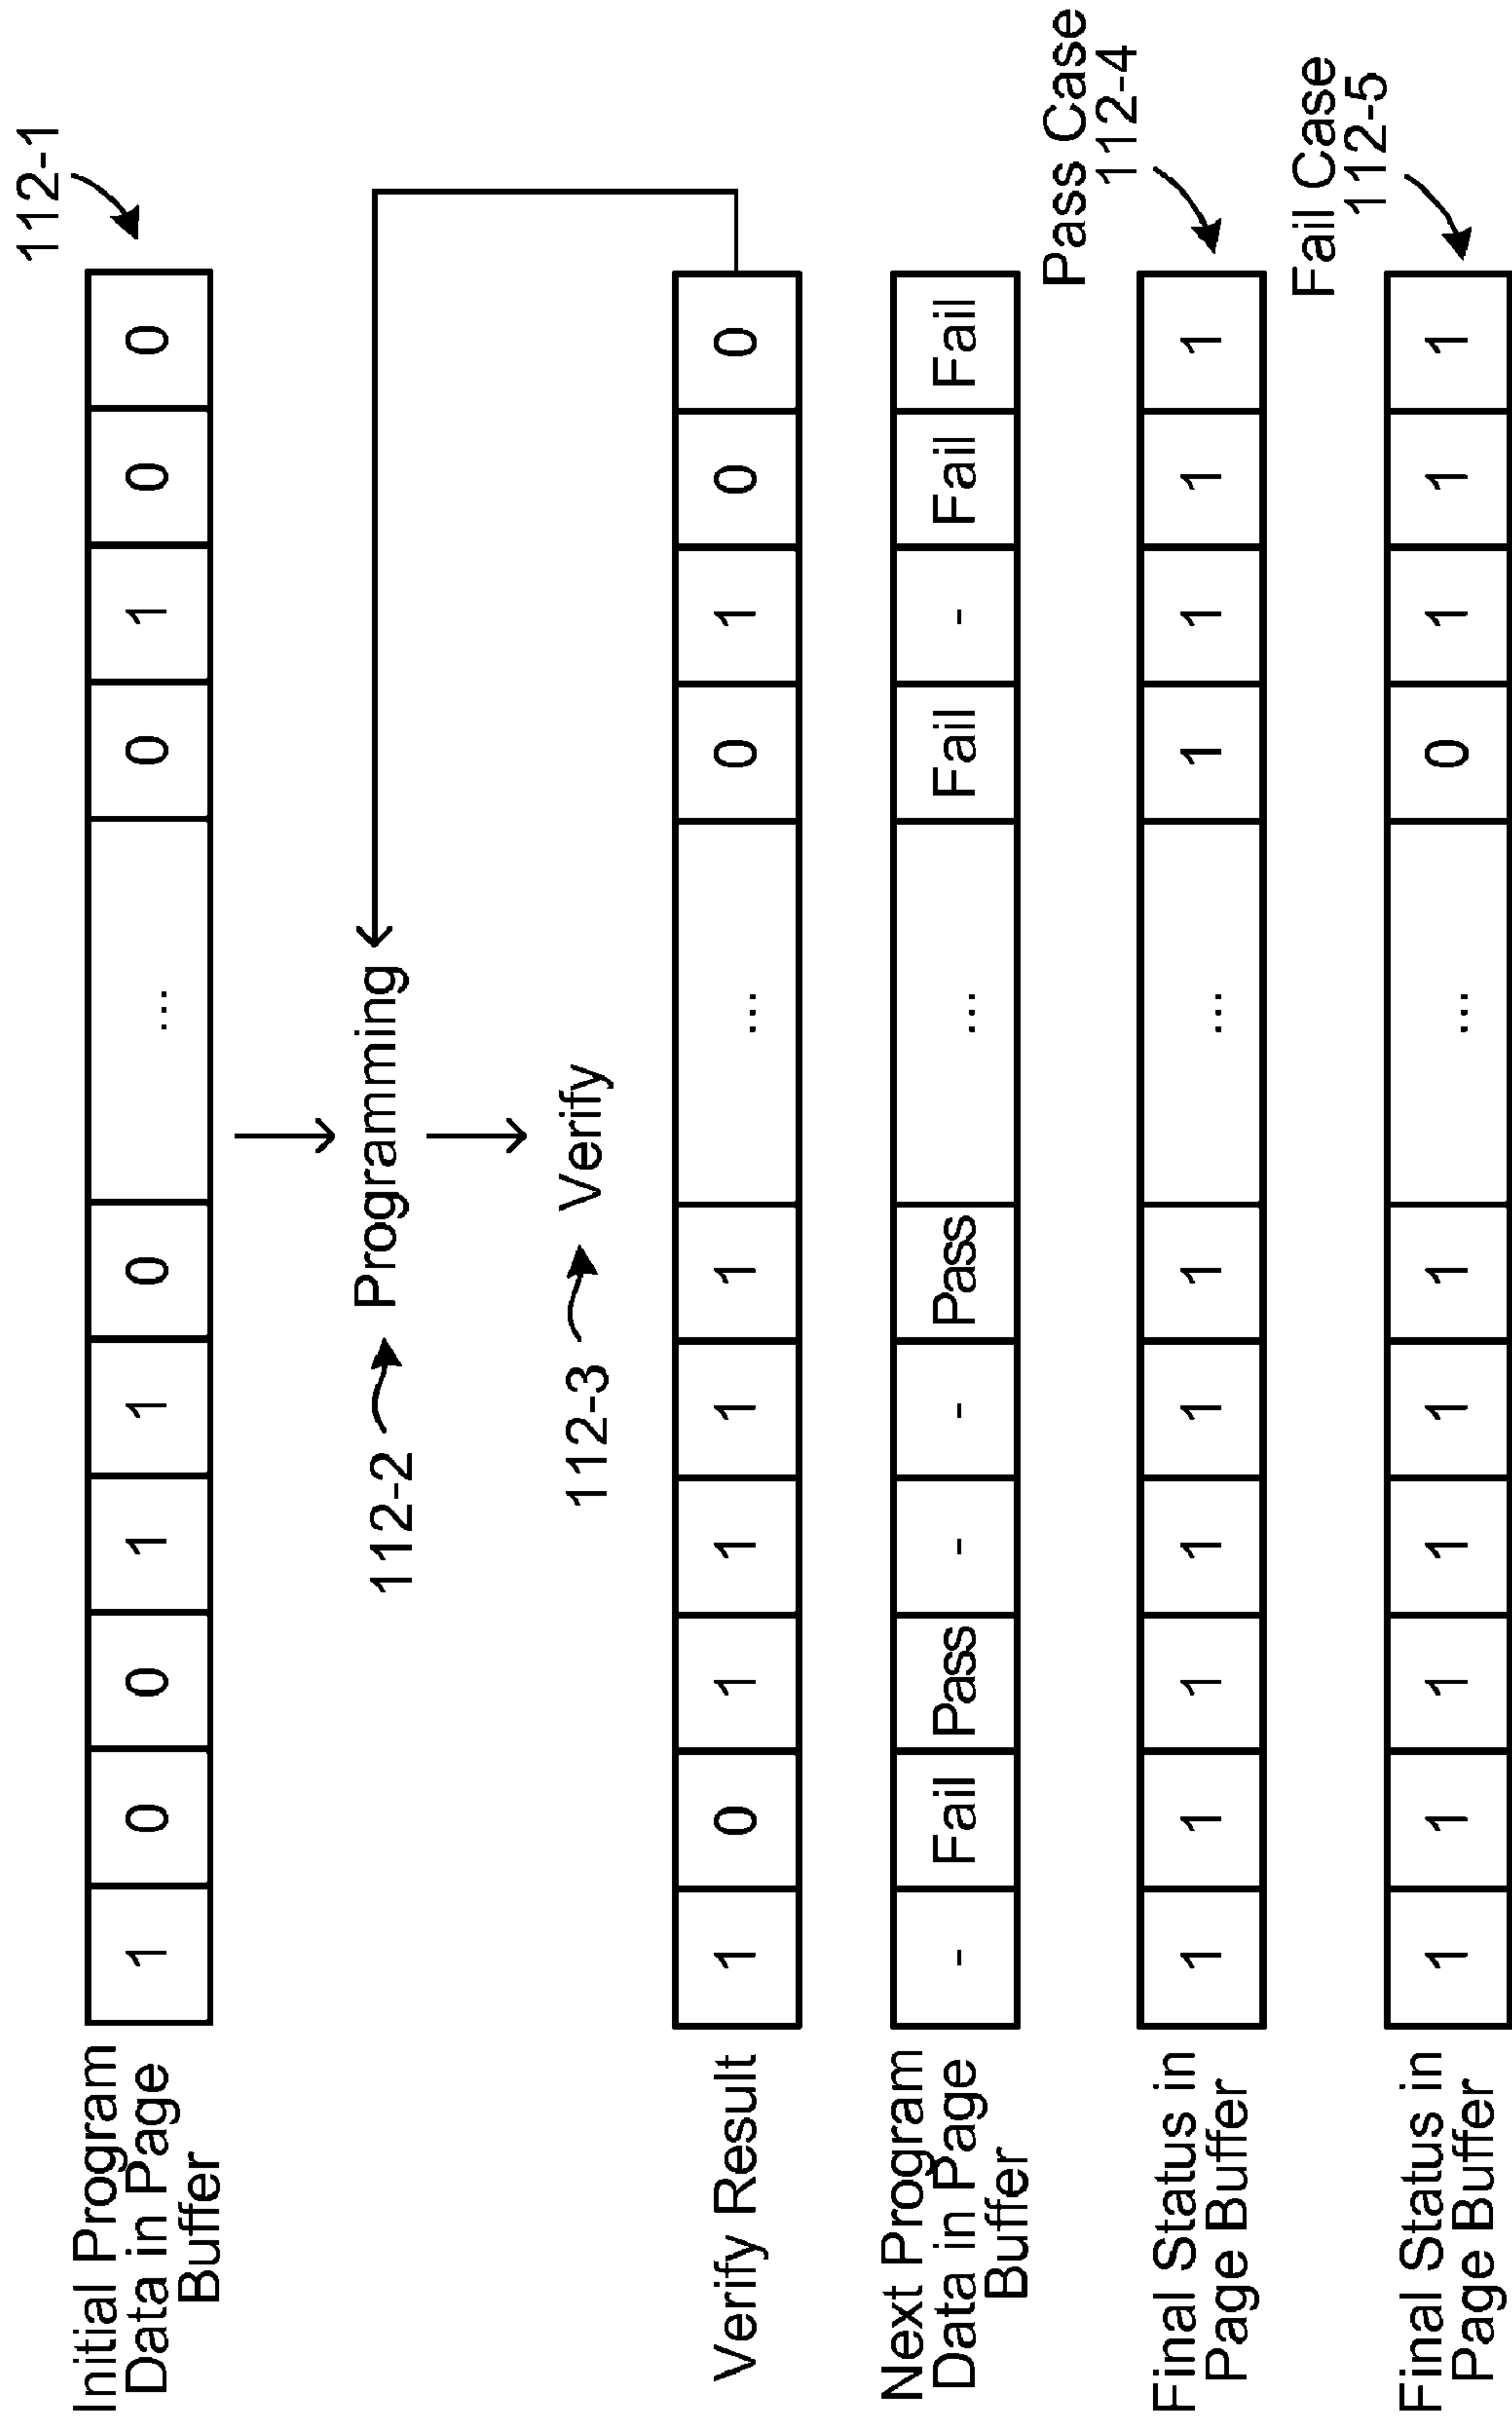 112-1
Initial Program
Data in Page
Buffer
1 0 0 1 1 0 ... 0 1 0 0
112-2 Programming
112-3 Verify
Verify Result
1 0 1 1 1 1 ... 0 1 0 0
Next Program
Data in Page
Buffer
- Fail Pass - - Pass ... Fail - Fail Fail
Pass Case
112-4
Final Status in
Page Buffer
1 1 1 1 1 1 ... 1 1 1 1
Fail Case
112-5
Final Status in
Page Buffer
1 1 1 1 1 1 ... 0 1 1 1